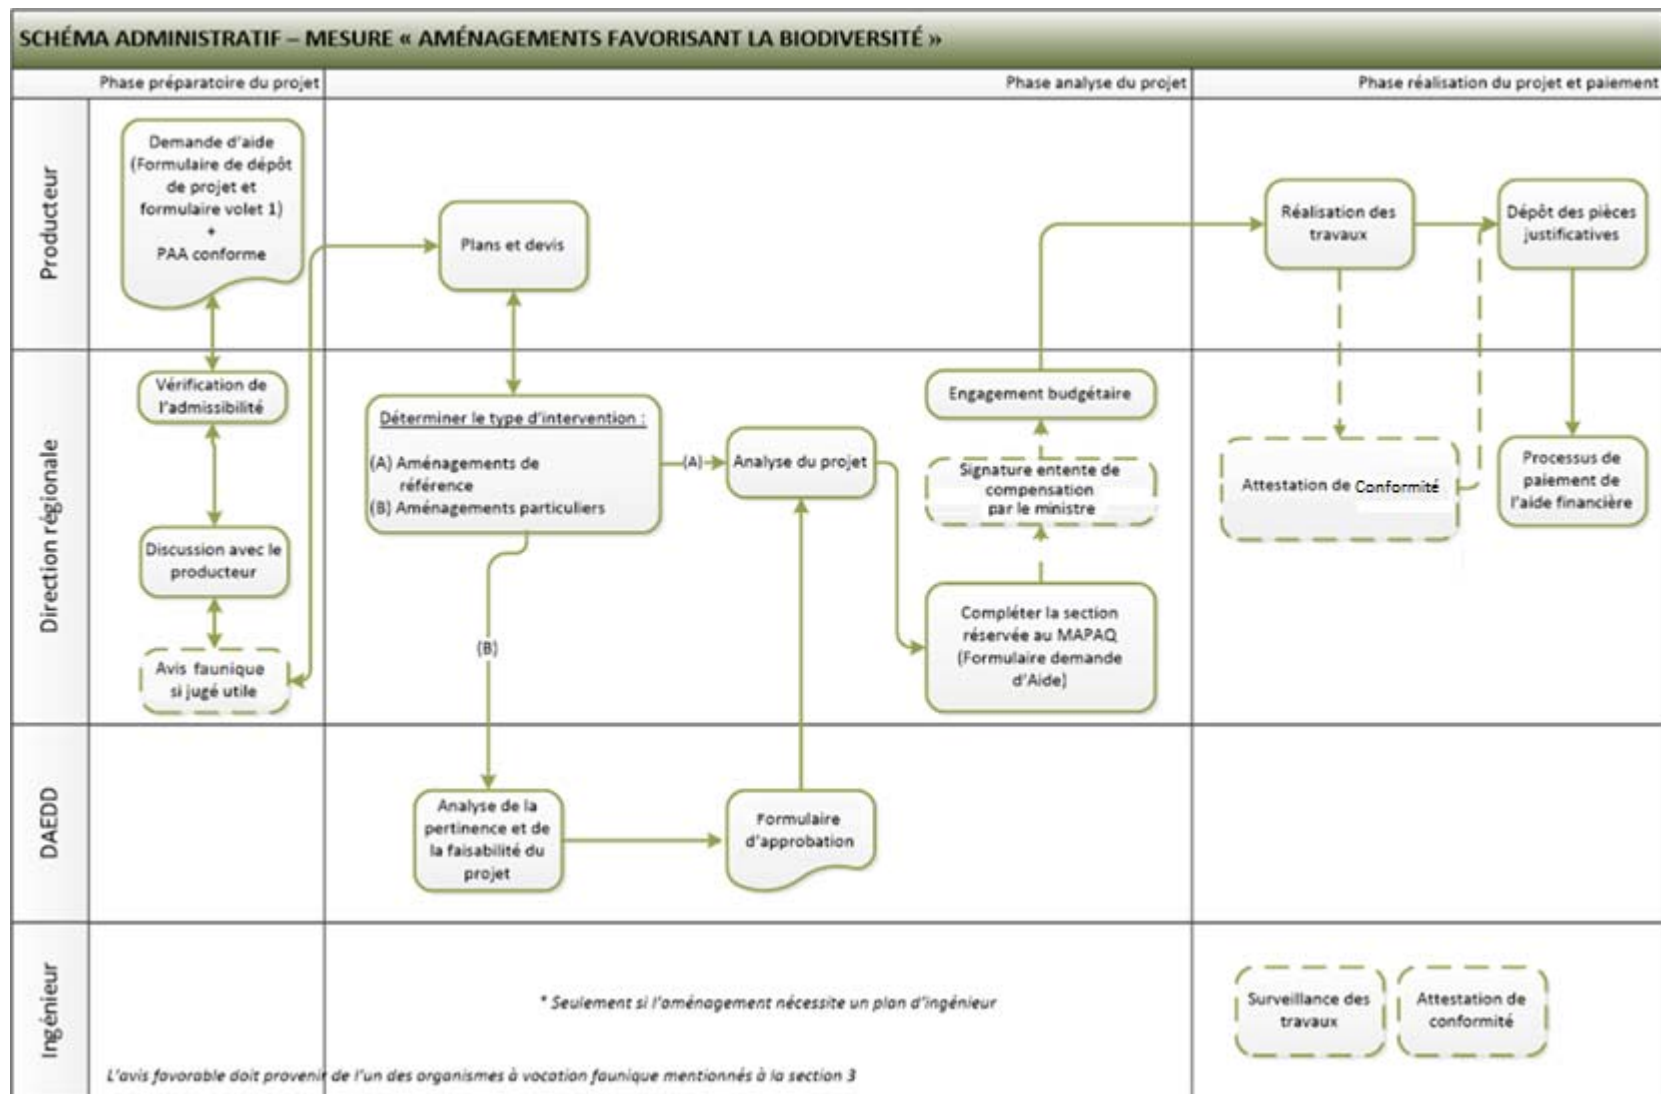 SCHÉMA ADMINISTRATIF – MESURE « AMÉNAGEMENTS FAVORISANT LA BIODIVERSITÉ »
Phase préparatoire du projet
Phase analyse du projet
Phase réalisation du projet et paiement
Producteur
Demande d'aide
(Formulaire de dépôt
de projet et
formulaire volet 1)
+
PAA conforme
Plans et devis
Réalisation des
travaux
Dépôt des pièces
justificatives
Direction régionale
Vérification de
l'admissibilité
Discussion avec le
producteur
Avis faunique
si jugé utile
Déterminer le type d'intervention :
(A) Aménagements de
référence
(B) Aménagements particuliers
(A)
(B)
Analyse du projet
Engagement budgétaire
Signature entente de
compensation
par le ministre
Compléter la section
réservée au MAPAQ
(Formulaire demande
d'Aide)
Attestation de Conformité
Processus de
paiement de
l'aide financière
DAEDD
Analyse de la
pertinence et de
la faisabilité du
projet
Formulaire
d'approbation
Ingénieur
* Seulement si l'aménagement nécessite un plan d'ingénieur
Surveillance des
travaux
Attestation de
conformité
L'avis favorable doit provenir de l'un des organismes à vocation faunique mentionnés à la section 3